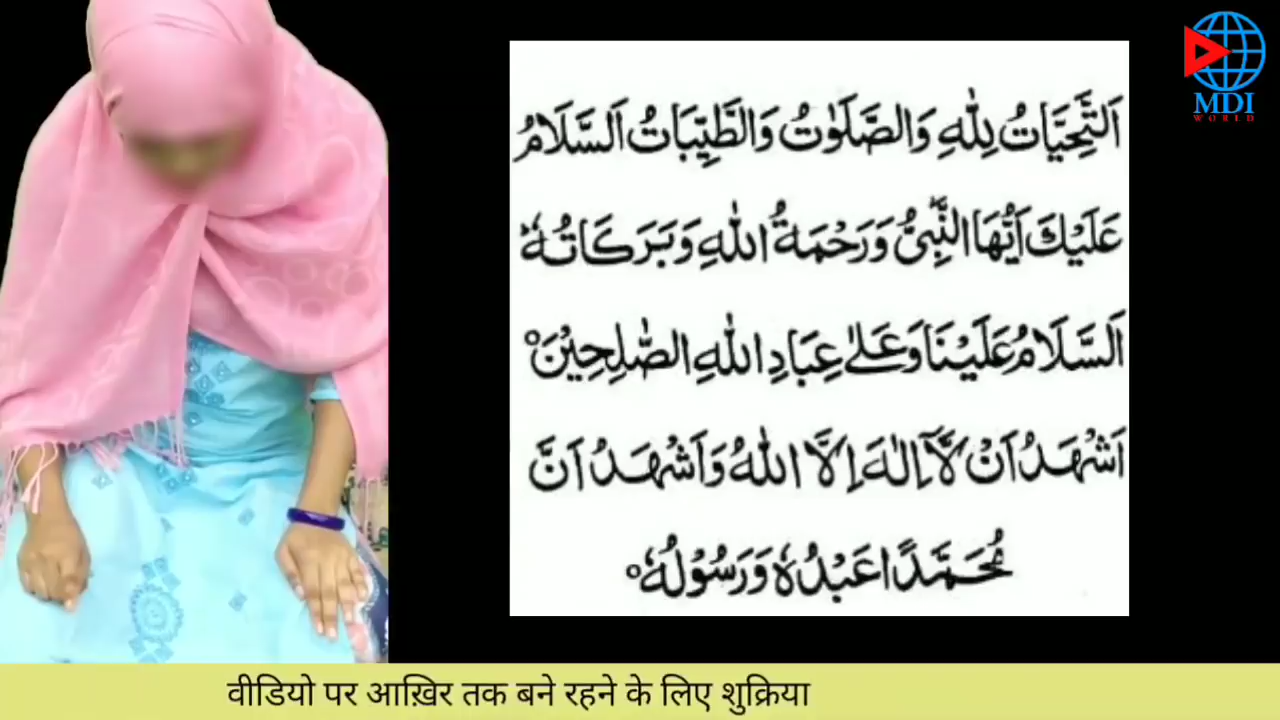 MDI
WORLD
اَلتَّحِيَّاتُ لِلّٰهِ وَالصَّلَوٰتُ وَالطَّيِّبَاتُ اَلسَّلَامُ
عَلَيْكَ اَيُّهَا النَّبِيُّ وَرَحْمَةُ اللّٰهِ وَبَرَكَاتُهٗ
اَلسَّلَامُ عَلَيْنَا وَعَلٰى عِبَادِ اللّٰهِ الصّٰلِحِيْنَ
اَشْهَدُ اَنْ لَّآ اِلٰهَ اِلَّا اللّٰهُ وَاَشْهَدُ اَنَّ
مُحَمَّدًا عَبْدُهٗ وَرَسُوْلُهٗ
वीडियो पर आख़िर तक बने रहने के लिए शुक्रिया